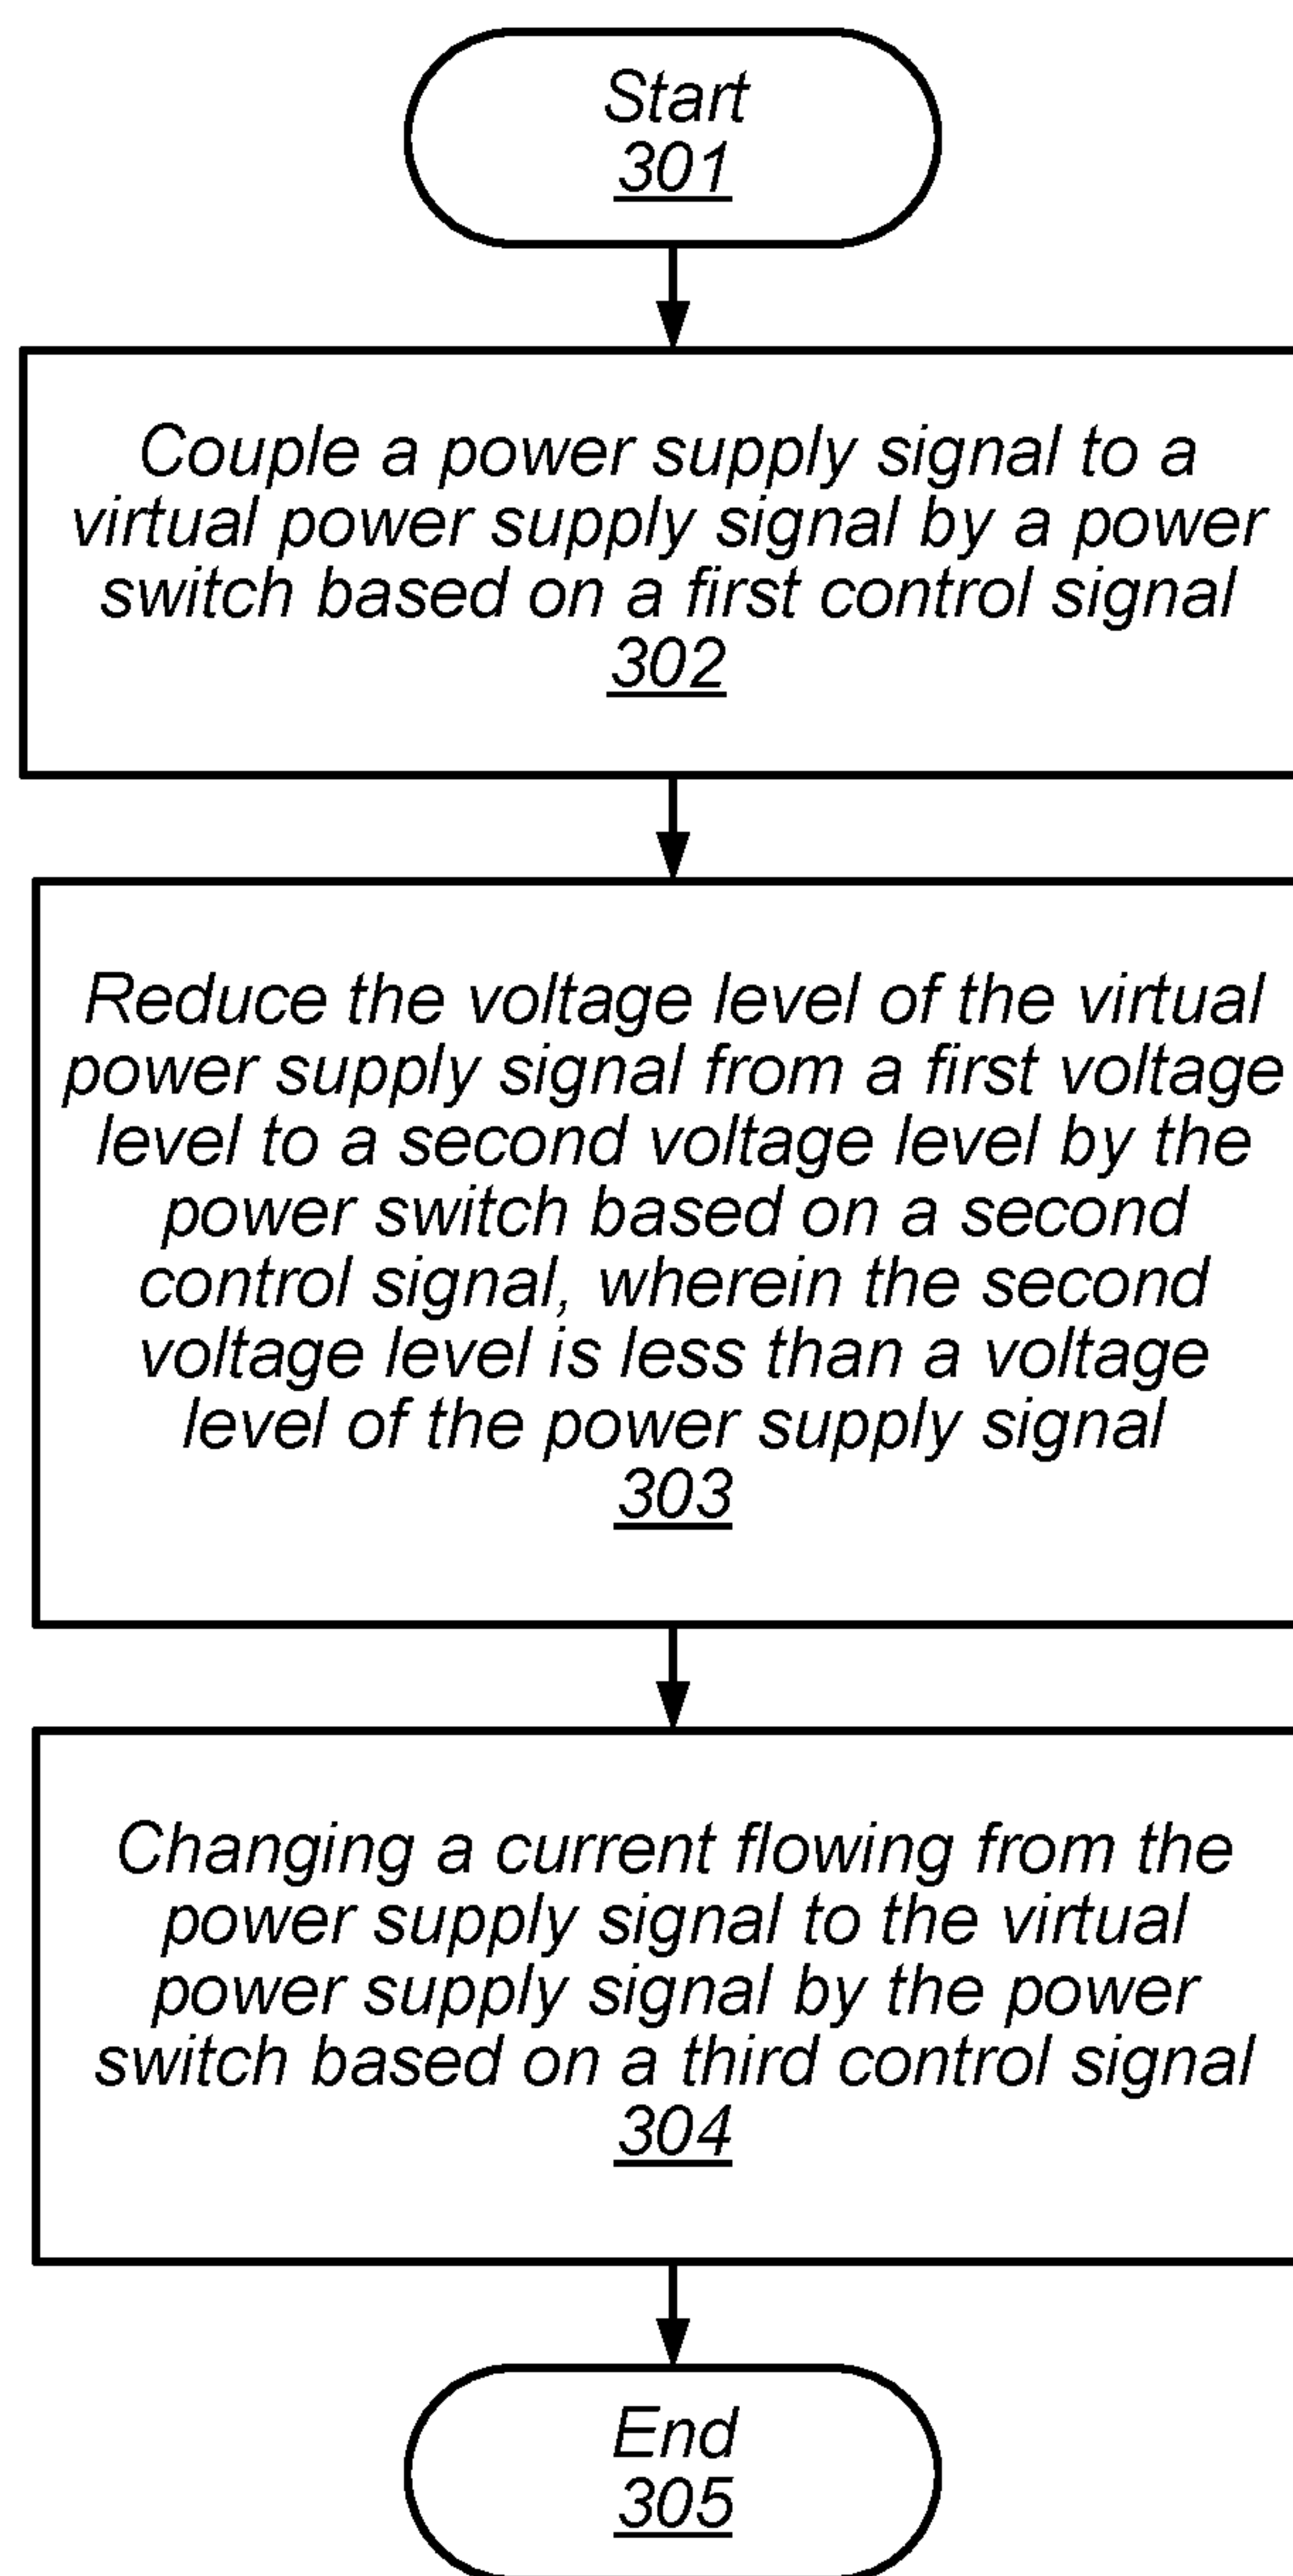 Start
301
Couple a power supply signal to a
virtual power supply signal by a power
switch based on a first control signal
302
Reduce the voltage level of the virtual
power supply signal from a first voltage
level to a second voltage level by the
power switch based on a second
control signal, wherein the second
voltage level is less than a voltage
level of the power supply signal
303
Changing a current flowing from the
power supply signal to the virtual
power supply signal by the power
switch based on a third control signal
304
End
305